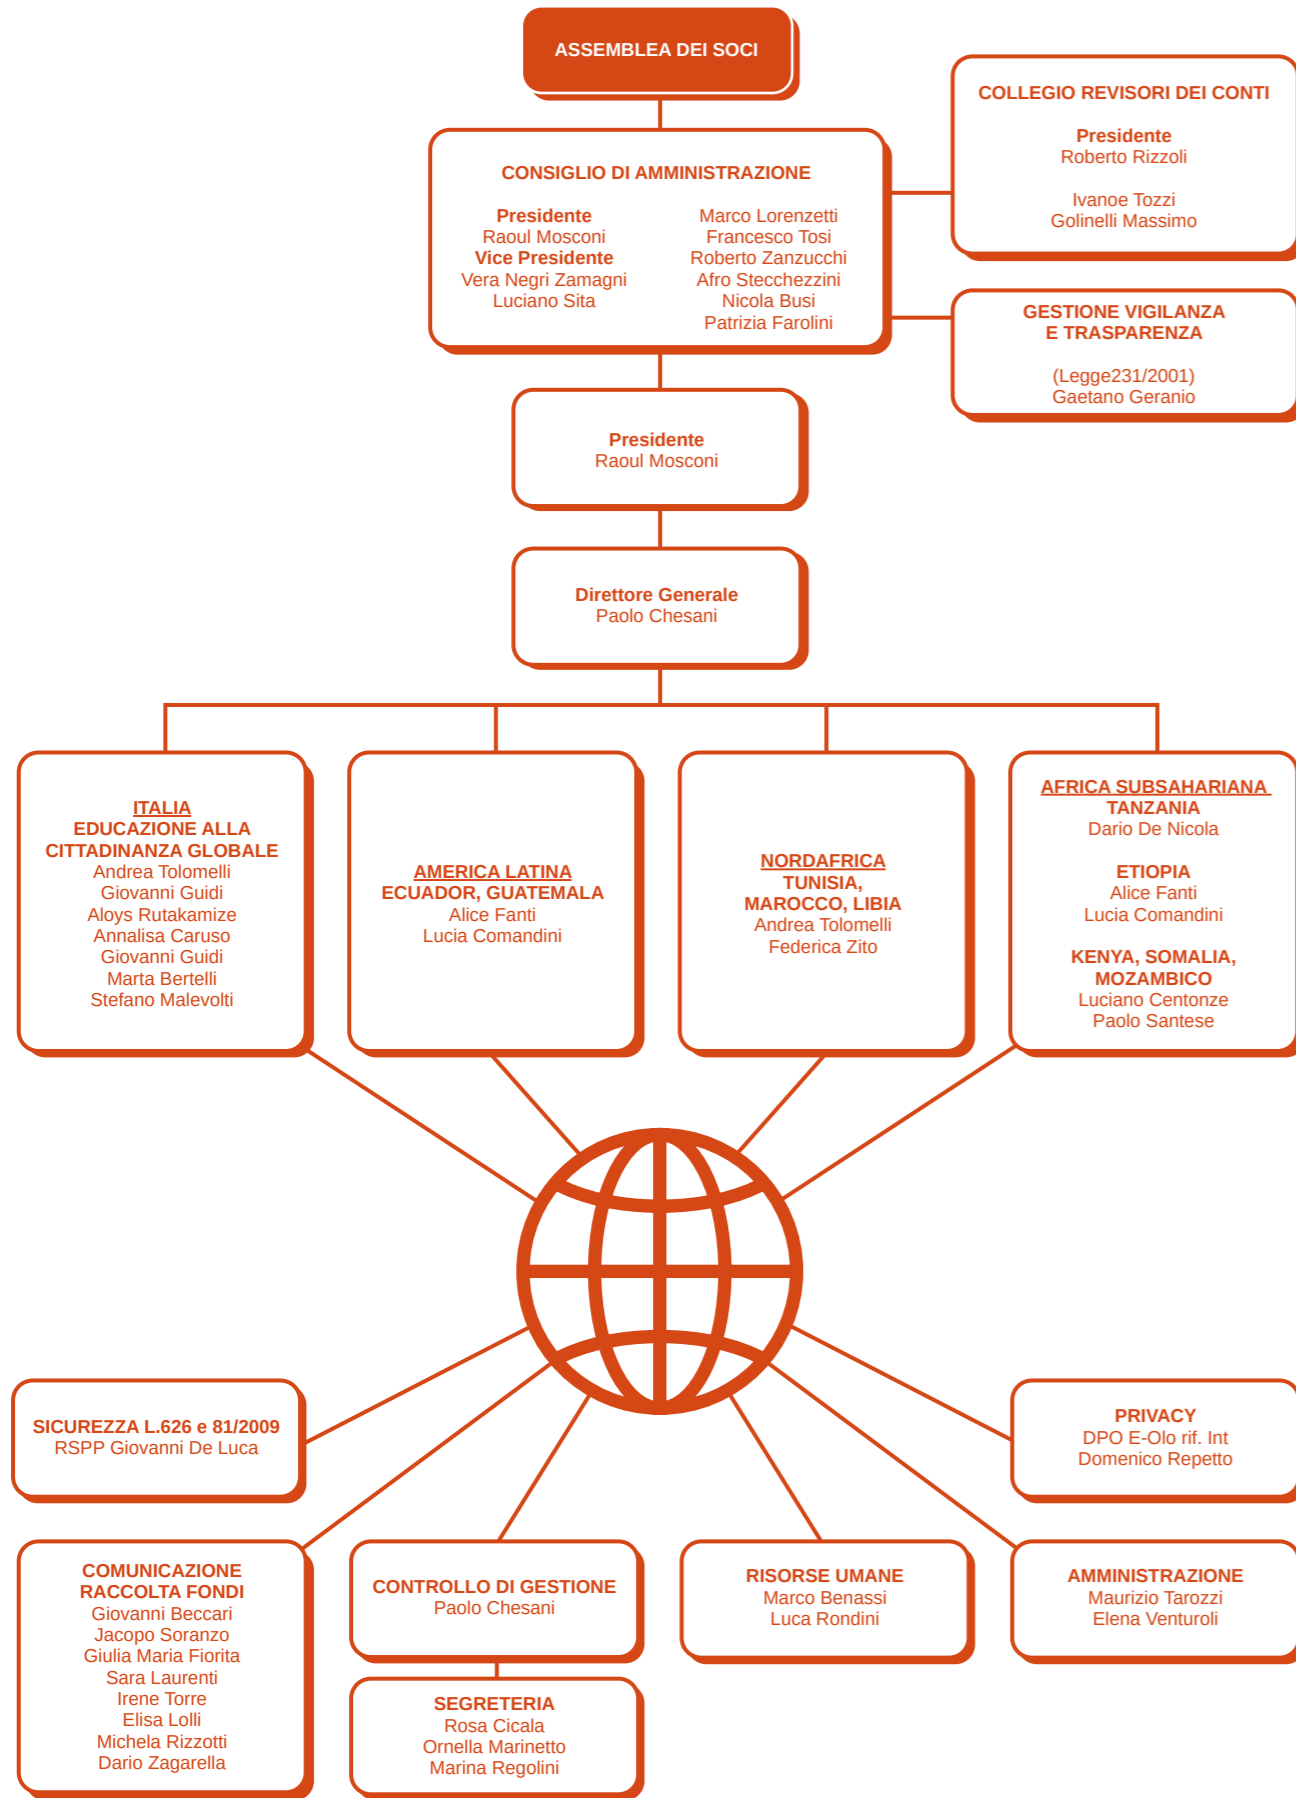 ASSEMBLEA DEI SOCI
COLLEGIO REVISORI DEI CONTI
Presidente
Roberto Rizzoli
Ivanoe Tozzi
Golinelli Massimo
CONSIGLIO DI AMMINISTRAZIONE
Presidente
Raoul Mosconi
Vice Presidente
Vera Negri Zamagni
Luciano Sita
Marco Lorenzetti
Francesco Tosi
Roberto Zanzucchi
Afro Stecchezzini
Nicola Busi
Patrizia Farolini
GESTIONE VIGILANZA
E TRASPARENZA
(Legge231/2001)
Gaetano Geranio
Presidente
Raoul Mosconi
Direttore Generale
Paolo Chesani
ITALIA
EDUCAZIONE ALLA
CITTADINANZA GLOBALE
Andrea Tolomelli
Giovanni Guidi
Aloys Rutakamize
Annalisa Caruso
Giovanni Guidi
Marta Bertelli
Stefano Malevolti
AMERICA LATINA
ECUADOR, GUATEMALA
Alice Fanti
Lucia Comandini
NORDAFRICA
TUNISIA,
MAROCCO, LIBIA
Andrea Tolomelli
Federica Zito
AFRICA SUBSAHARIANA
TANZANIA
Dario De Nicola
ETIOPIA
Alice Fanti
Lucia Comandini
KENYA, SOMALIA,
MOZAMBICO
Luciano Centonze
Paolo Santese
SICUREZZA L.626 e 81/2009
RSPP Giovanni De Luca
PRIVACY
DPO E-Olo rif. Int
Domenico Repetto
COMUNICAZIONE
RACCOLTA FONDI
Giovanni Beccari
Jacopo Soranzo
Giulia Maria Fiorita
Sara Laurenti
Irene Torre
Elisa Lolli
Michela Rizzotti
Dario Zagarella
CONTROLLO DI GESTIONE
Paolo Chesani
SEGRETERIA
Rosa Cicala
Ornella Marinetto
Marina Regolini
RISORSE UMANE
Marco Benassi
Luca Rondini
AMMINISTRAZIONE
Maurizio Tarozzi
Elena Venturoli